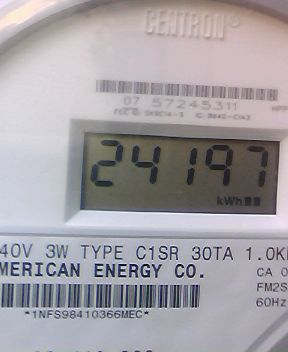 CENTRON®
07 57245311
24197
kWh
40V 3W TYPE C1SR 30TA 1.0K
MERICAN ENERGY CO.
CA 0
FM2S
60Hz
*1NFS98410366MEC*